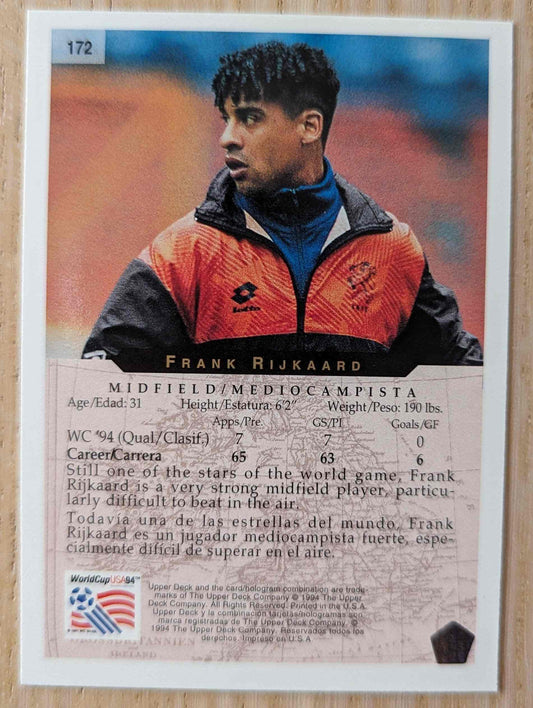 172
lotto
FRANK RIJKAARD
MIDFIELD/MEDIOCAMPISTA
Age/Edad: 31 Height/Estatura: 6'2" Weight/Peso: 190 lbs.
Apps/Pre. GS/PI Goals/GF
WC '94 (Qual./Clasif.) 7 7 0
Career/Carrera 65 63 6
Still one of the stars of the world game, Frank
Rijkaard is a very strong midfield player, particu-
larly difficult to beat in the air.
Todavía una de las estrellas del mundo, Frank
Rijkaard es un jugador mediocampista fuerte, espe-
cialmente difícil de superar en el aire.
WorldCupUSA94™
Upper Deck and the card/hologram combination are trade-
marks of The Upper Deck Company © 1994 The Upper
Deck Company. All Rights Reserved. Printed in the U.S.A.
Upper Deck y la combinación tarjetas/hologramas son
marca registradas de The Upper Deck Company. ©
1994 The Upper Deck Company. Reservados todos los
derechos. Impreso en U.S.A
IRELAND